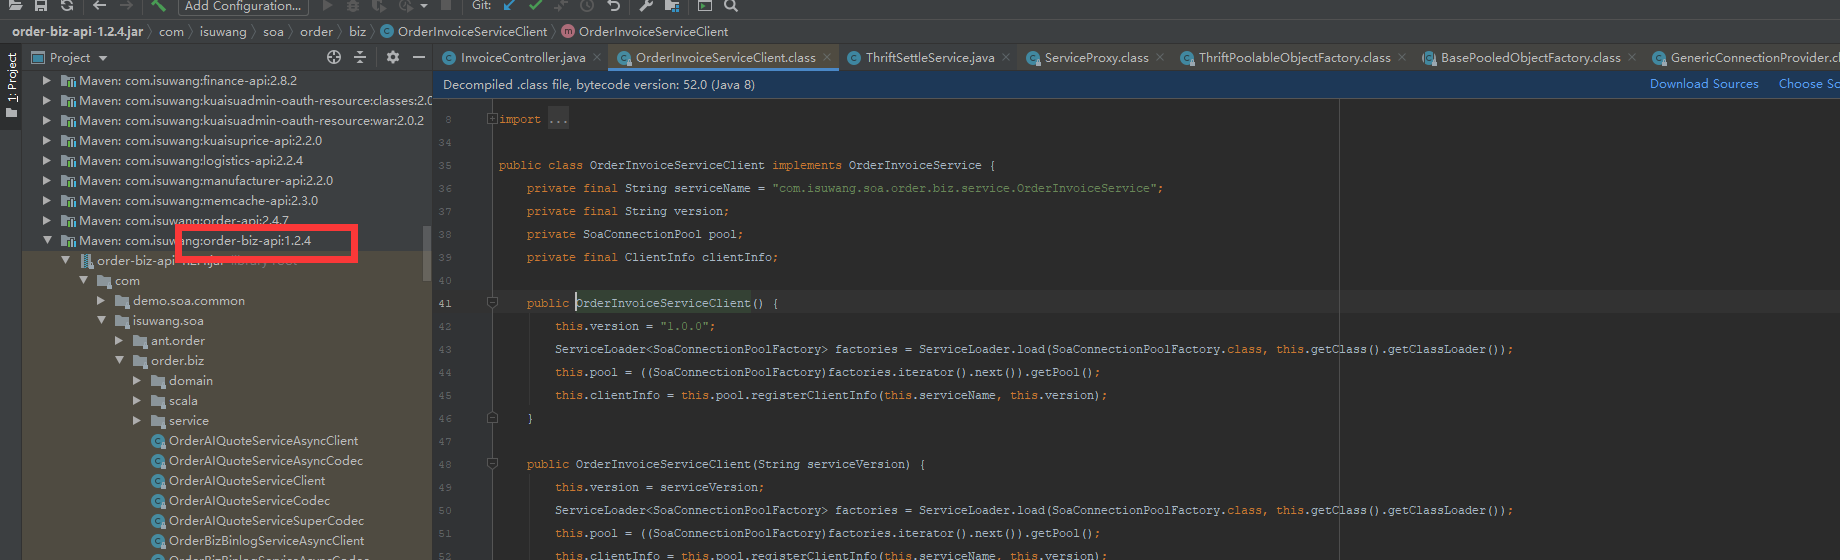 Add Configuration...
Git:
order-biz-api-1.2.4.jar
com
isuwang
soa
order
biz
OrderInvoiceServiceClient
OrderInvoiceServiceClient
1: Project
Project
Maven: com.isuwang:finance-api:2.8.2
Maven: com.isuwang:kuaisuadmin-oauth-resource:classes:2.0
Maven: com.isuwang:kuaisuadmin-oauth-resource:war:2.0.2
Maven: com.isuwang:kuaisuprice-api:2.2.0
Maven: com.isuwang:logistics-api:2.2.4
Maven: com.isuwang:manufacturer-api:2.2.0
Maven: com.isuwang:memcache-api:2.3.0
Maven: com.isuwang:order-api:2.4.7
Maven: com.isuwang:order-biz-api:1.2.4
order-biz-api-1.2.4.jar library root
com
demo.soa.common
isuwang.soa
ant.order
order.biz
domain
scala
service
OrderAIQuoteServiceAsyncClient
OrderAIQuoteServiceAsyncCodec
OrderAIQuoteServiceClient
OrderAIQuoteServiceCodec
OrderAIQuoteServiceSuperCodec
OrderBizBinlogServiceAsyncClient
OrderBizBinlogServiceAsyncCodec
InvoiceController.java
OrderInvoiceServiceClient.class
ThriftSettleService.java
ServiceProxy.class
ThriftPoolableObjectFactory.class
BasePooledObjectFactory.class
GenericConnectionProvider.cl
Decompiled .class file, bytecode version: 52.0 (Java 8)
Download Sources
Choose So
8 import ...
34
35 public class OrderInvoiceServiceClient implements OrderInvoiceService {
36 private final String serviceName = "com.isuwang.soa.order.biz.service.OrderInvoiceService";
37 private final String version;
38 private SoaConnectionPool pool;
39 private final ClientInfo clientInfo;
40
41 public OrderInvoiceServiceClient() {
42 this.version = "1.0.0";
43 ServiceLoader<SoaConnectionPoolFactory> factories = ServiceLoader.load(SoaConnectionPoolFactory.class, this.getClass().getClassLoader());
44 this.pool = ((SoaConnectionPoolFactory)factories.iterator().next()).getPool();
45 this.clientInfo = this.pool.registerClientInfo(this.serviceName, this.version);
46 }
47
48 public OrderInvoiceServiceClient(String serviceVersion) {
49 this.version = serviceVersion;
50 ServiceLoader<SoaConnectionPoolFactory> factories = ServiceLoader.load(SoaConnectionPoolFactory.class, this.getClass().getClassLoader());
51 this.pool = ((SoaConnectionPoolFactory)factories.iterator().next()).getPool();
52 this.clientInfo = this.pool.registerClientInfo(this.serviceName, this.version);